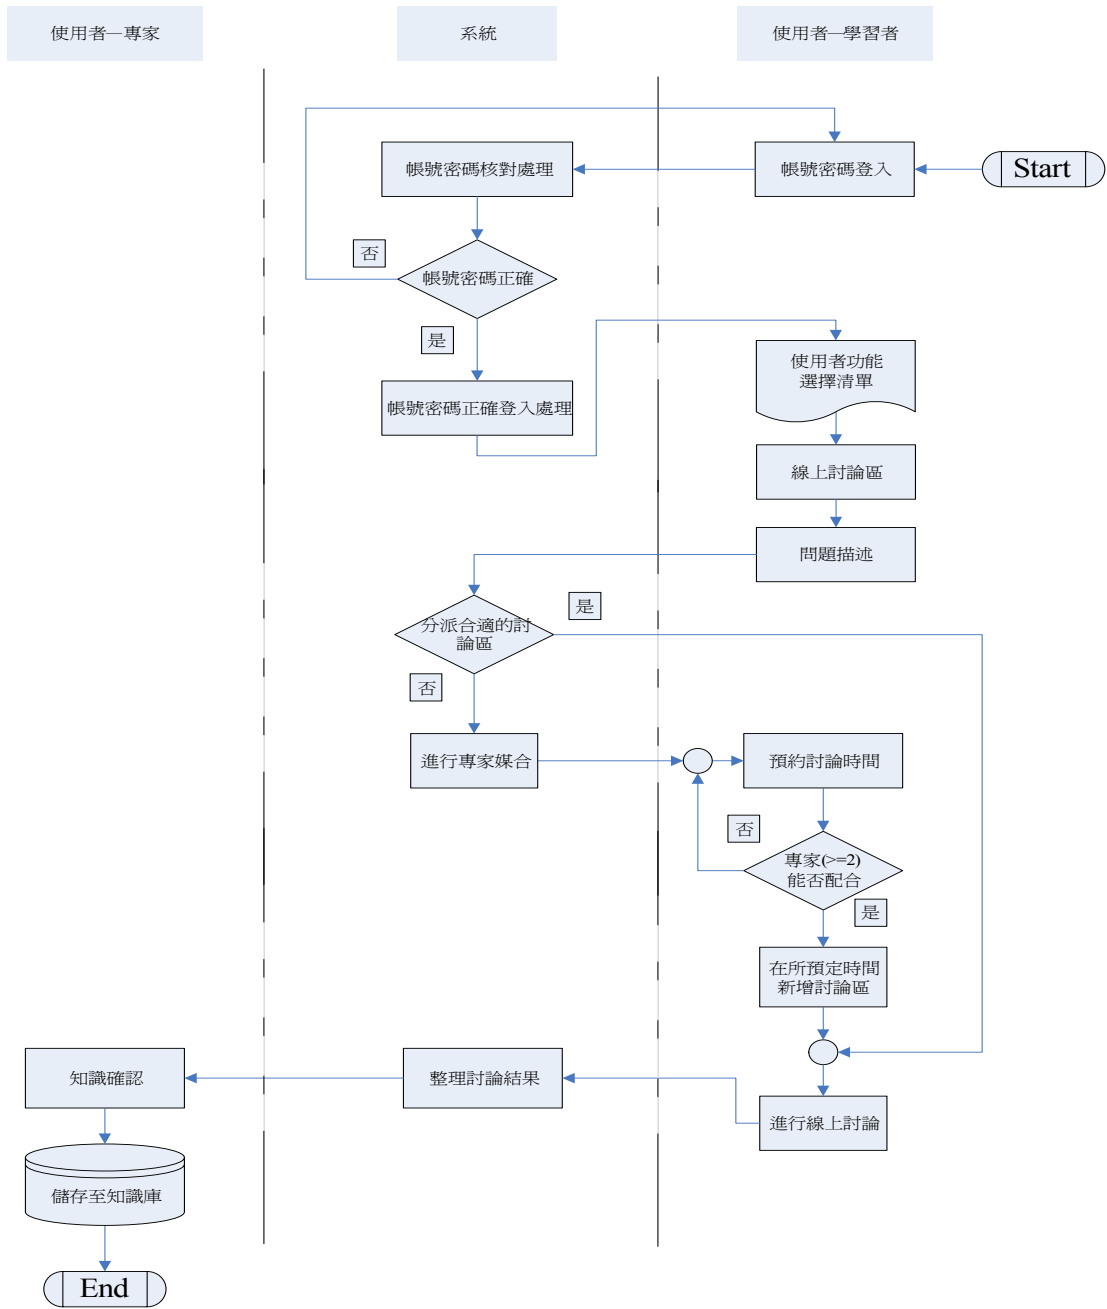 使用者—專家
系統
使用者—學習者
Start
帳號密碼登入
帳號密碼核對處理
否
帳號密碼正確
是
帳號密碼正確登入處理
使用者功能
選擇清單
線上討論區
問題描述
是
分派合適的討
論區
否
進行專家媒合
預約討論時間
否
專家(>=2)
能否配合
是
在所預定時間
新增討論區
進行線上討論
整理討論結果
知識確認
儲存至知識庫
End